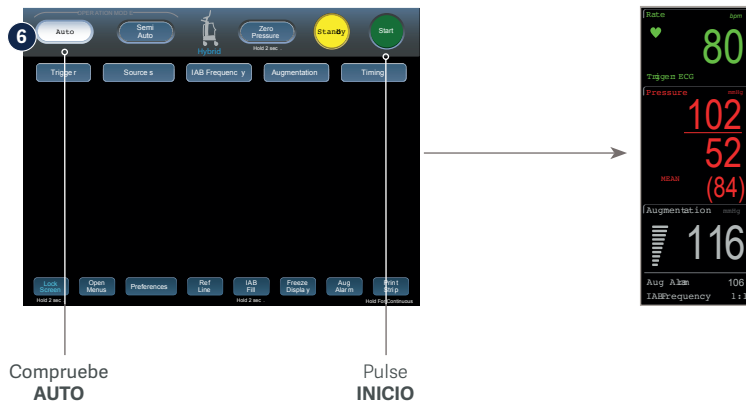 OPERATION MODE
6
Auto
Semi
Auto
Hybrid
Zero
Pressure
Hold 2 sec
Standby
Start
Trigger
Sources
IAB Frequency
Augmentation
Timing
Lock
Screen
Hold 2 sec
Open
Menus
Preferences
Ref
Line
IAB
Fill
Hold 2 sec
Freeze
Display
Aug
Alarm
Print
Strip
Hold For Continuous
Compruebe
AUTO
Pulse
INICIO
Rate bpm
80
Trigger: ECG
Pressure mmHg
102
52
MEAN (84)
Augmentation mmHg
116
Aug Alarm 106
IAB Frequency 1:1